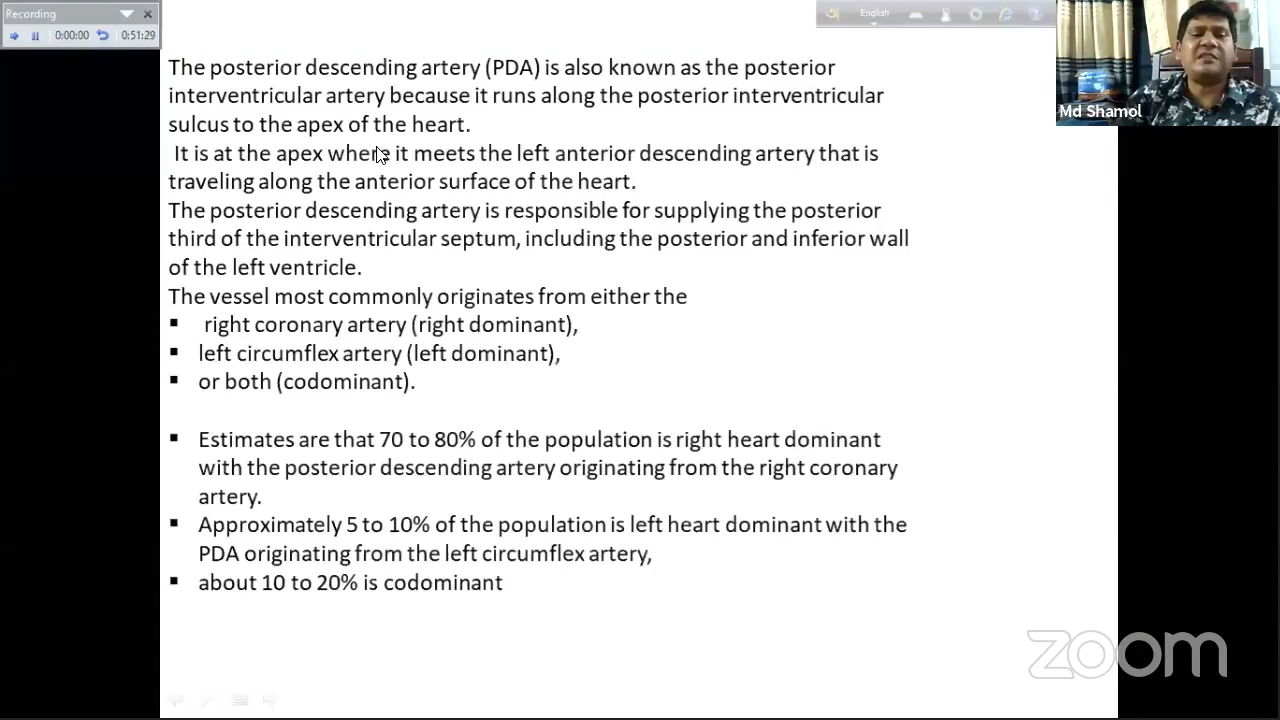 Recording
0:00:00
0:51:29
English
Md Shamol
The posterior descending artery (PDA) is also known as the posterior
interventricular artery because it runs along the posterior interventricular
sulcus to the apex of the heart.
It is at the apex where it meets the left anterior descending artery that is
traveling along the anterior surface of the heart.
The posterior descending artery is responsible for supplying the posterior
third of the interventricular septum, including the posterior and inferior wall
of the left ventricle.
The vessel most commonly originates from either the
▪ right coronary artery (right dominant),
▪ left circumflex artery (left dominant),
▪ or both (codominant).
▪ Estimates are that 70 to 80% of the population is right heart dominant
with the posterior descending artery originating from the right coronary
artery.
▪ Approximately 5 to 10% of the population is left heart dominant with the
PDA originating from the left circumflex artery,
▪ about 10 to 20% is codominant
zoom